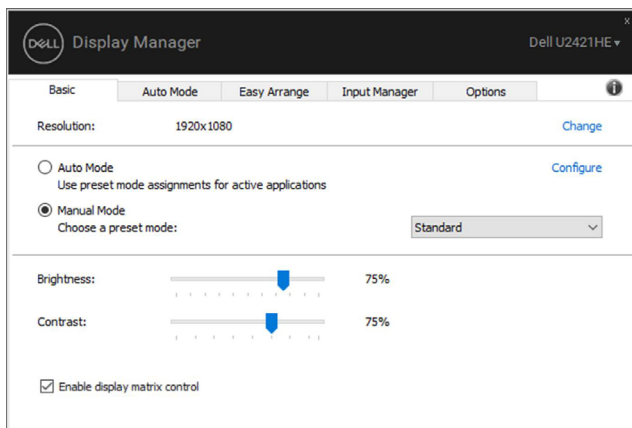 x
DELL Display Manager Dell U2421HE
Basic Auto Mode Easy Arrange Input Manager Options i
Resolution: 1920x1080 Change
Auto Mode Configure
Use preset mode assignments for active applications
Manual Mode
Choose a preset mode: Standard
Brightness: 75%
Contrast: 75%
Enable display matrix control